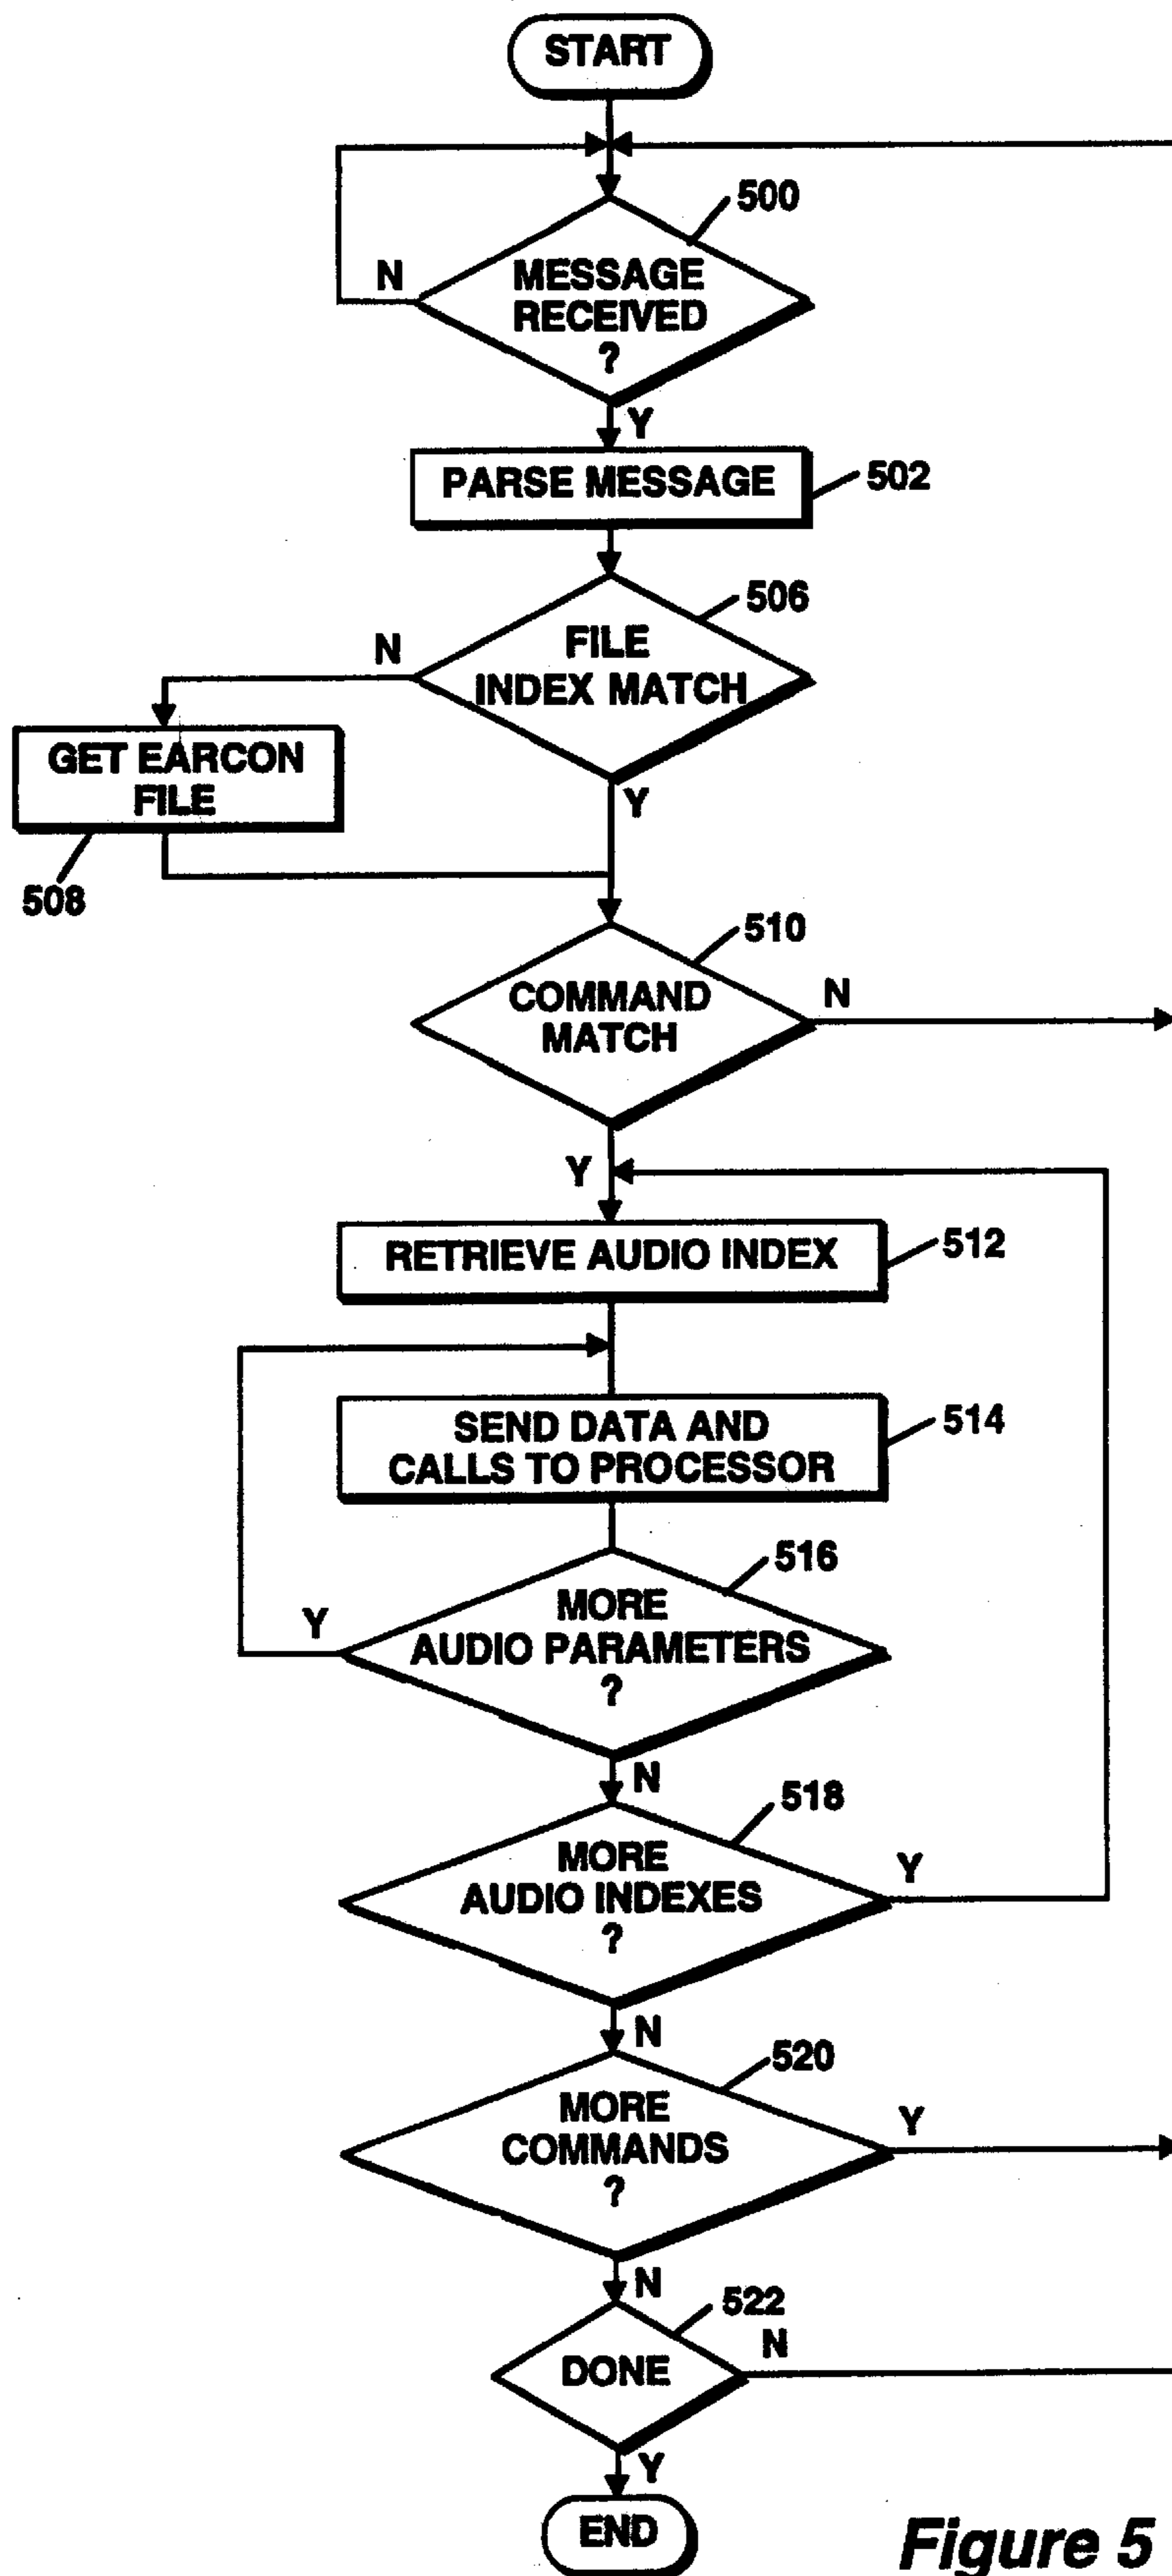 START
500
N
MESSAGE
RECEIVED
?
Y
PARSE MESSAGE
502
506
N
FILE
INDEX MATCH
GET EARCON
FILE
Y
508
510
COMMAND
MATCH
N
Y
RETRIEVE AUDIO INDEX
512
SEND DATA AND
CALLS TO PROCESSOR
514
516
Y
MORE
AUDIO PARAMETERS
?
N
518
MORE
AUDIO INDEXES
?
Y
N
520
MORE
COMMANDS
?
Y
N
522
DONE
N
Y
END
Figure 5